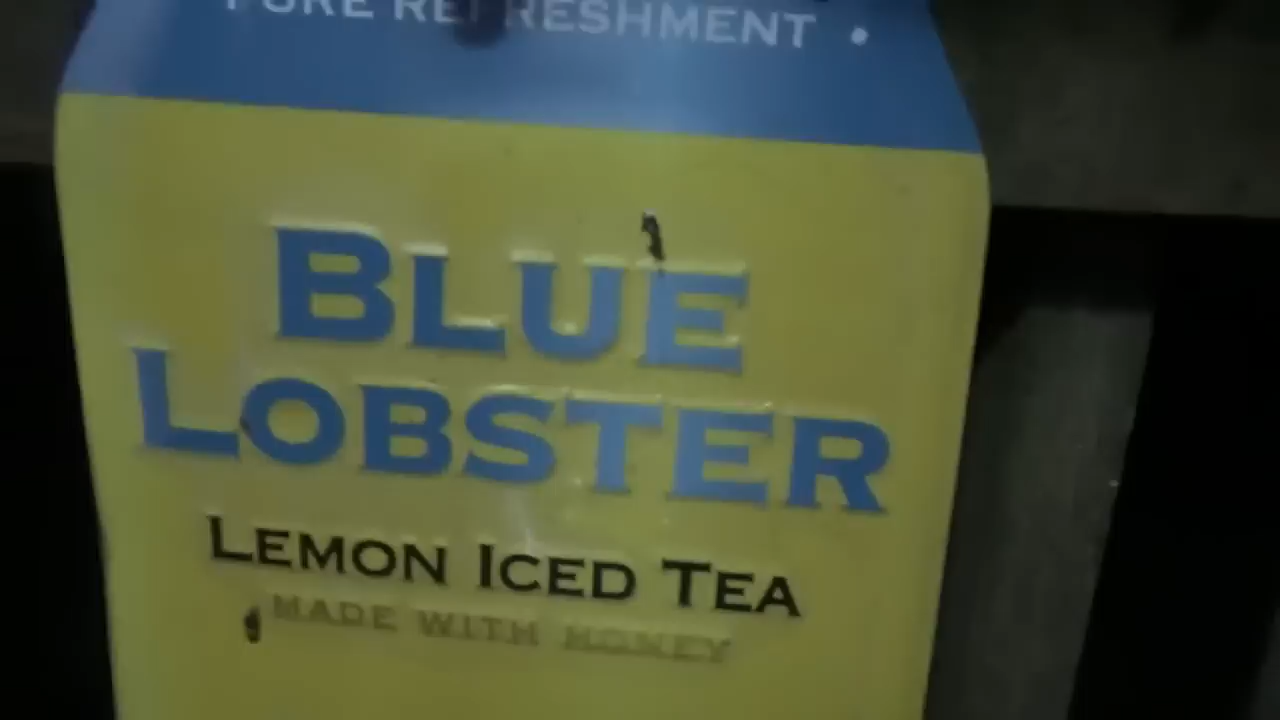 PURE REFRESHMENT •
BLUE
LOBSTER
LEMON ICED TEA
MADE WITH HONEY